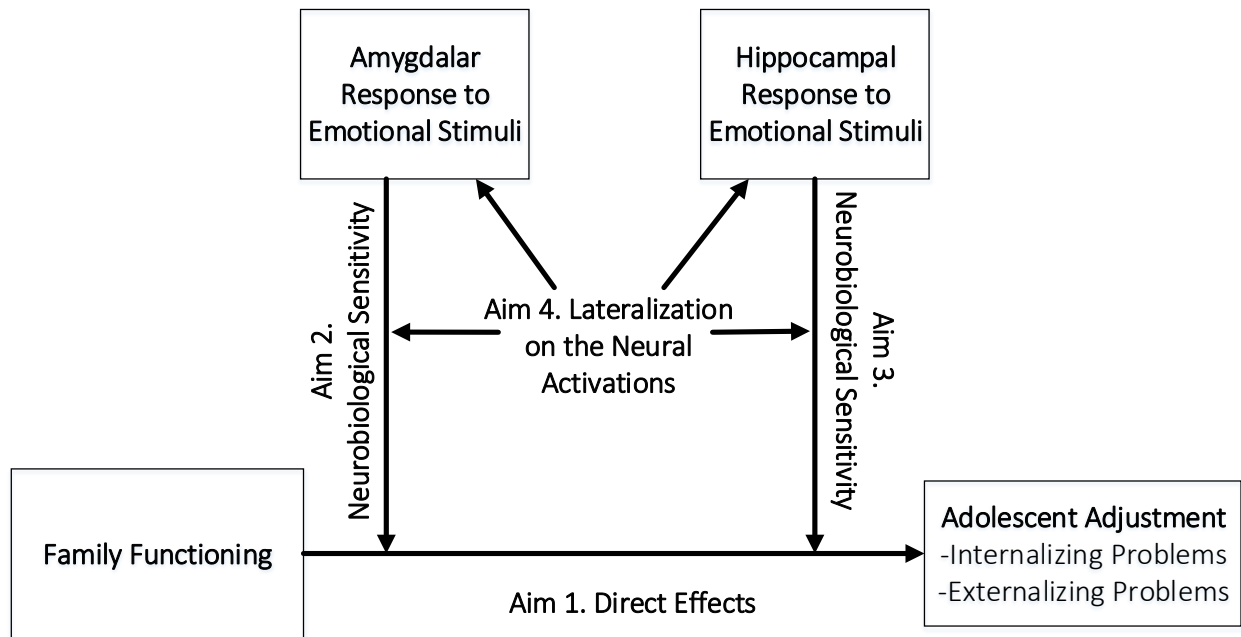 Amygdalar
Response to
Emotional Stimuli
Hippocampal
Response to
Emotional Stimuli
Aim 2.
Neurobiological Sensitivity
Aim 4. Lateralization
on the Neural
Activations
Aim 3.
Neurobiological Sensitivity
Family Functioning
Adolescent Adjustment
-Internalizing Problems
-Externalizing Problems
Aim 1. Direct Effects